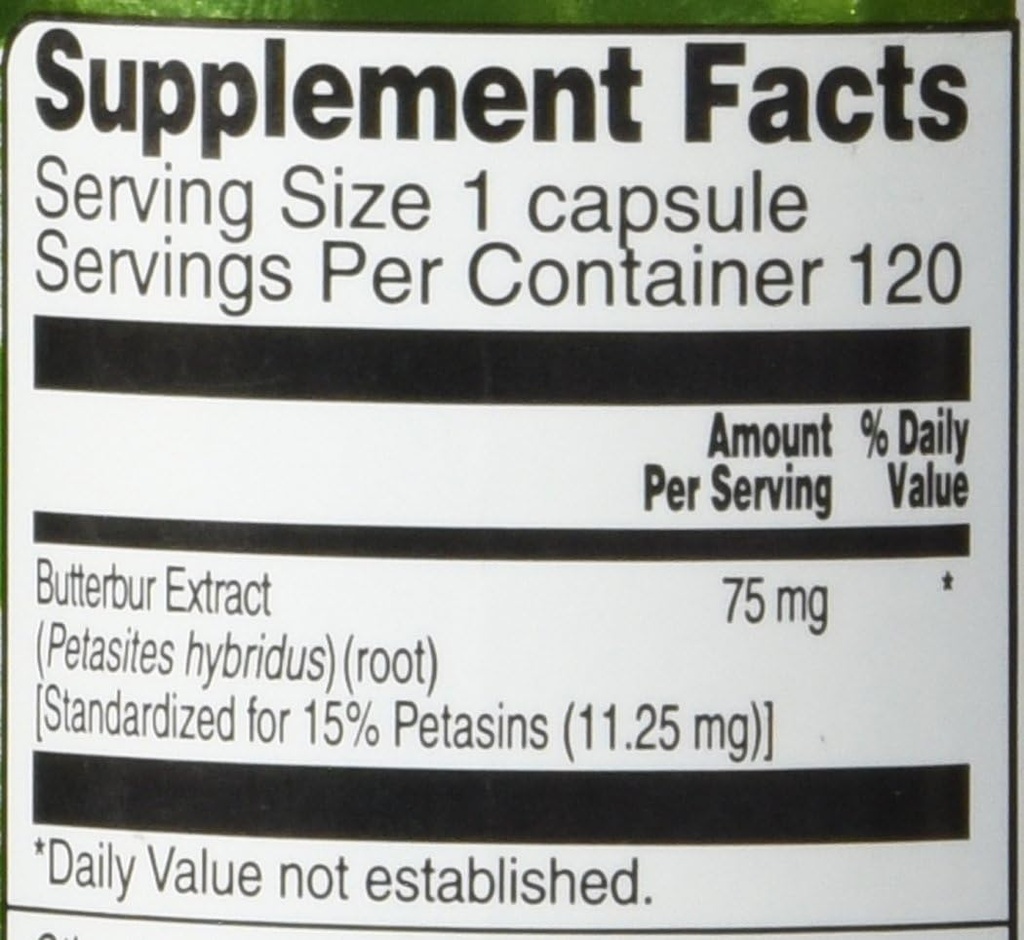 Supplement Facts
Serving Size 1 capsule
Servings Per Container 120
Amount % Daily
Per Serving Value
Butterbur Extract 75 mg *
(Petasites hybridus) (root)
[Standardized for 15% Petasins (11.25 mg)]
*Daily Value not established.